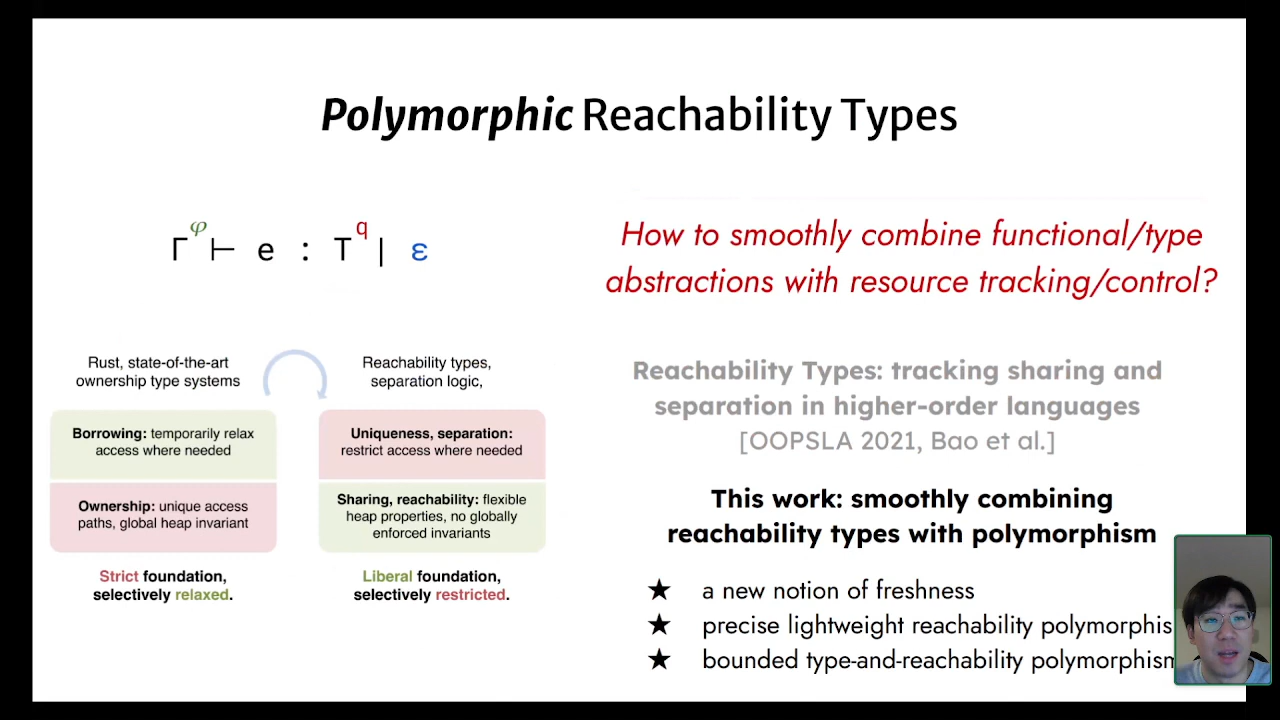 Polymorphic Reachability Types
Γ^φ ⊢ e : T^q | ε
How to smoothly combine functional/type
abstractions with resource tracking/control?
Rust, state-of-the-art
ownership type systems
Borrowing: temporarily relax
access where needed
Ownership: unique access
paths, global heap invariant
Strict foundation,
selectively relaxed.
Reachability types,
separation logic,
Uniqueness, separation:
restrict access where needed
Sharing, reachability: flexible
heap properties, no globally
enforced invariants
Liberal foundation,
selectively restricted.
Reachability Types: tracking sharing and
separation in higher-order languages
[OOPSLA 2021, Bao et al.]
This work: smoothly combining
reachability types with polymorphism
★ a new notion of freshness
★ precise lightweight reachability polymorphis
★ bounded type-and-reachability polymorphism